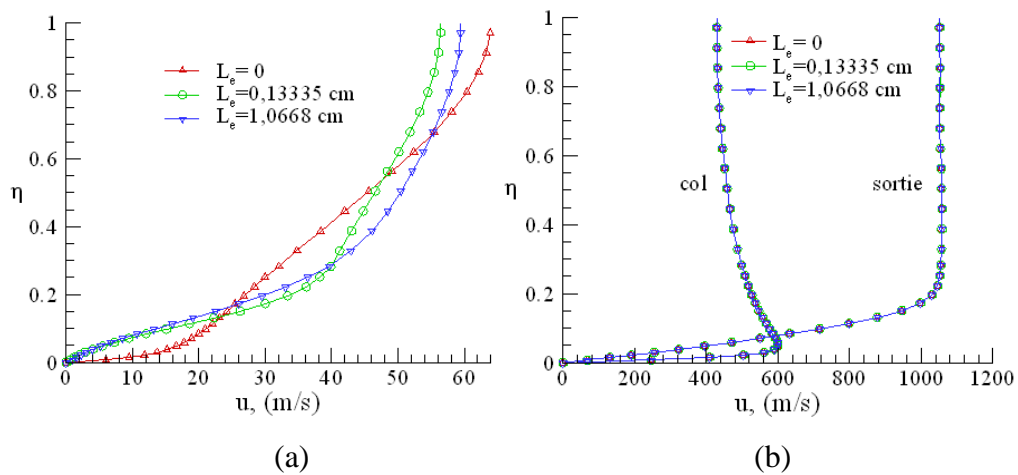 1
0.8
0.6
0.4
0.2
0
η
L_e = 0
L_e=0,13335 cm
L_e=1,0668 cm
0 10 20 30 40 50 60
u, (m/s)
(a)
1
0.8
0.6
0.4
0.2
0
η
L_e = 0
L_e=0,13335 cm
L_e=1,0668 cm
col sortie
0 200 400 600 800 1000 1200
u, (m/s)
(b)